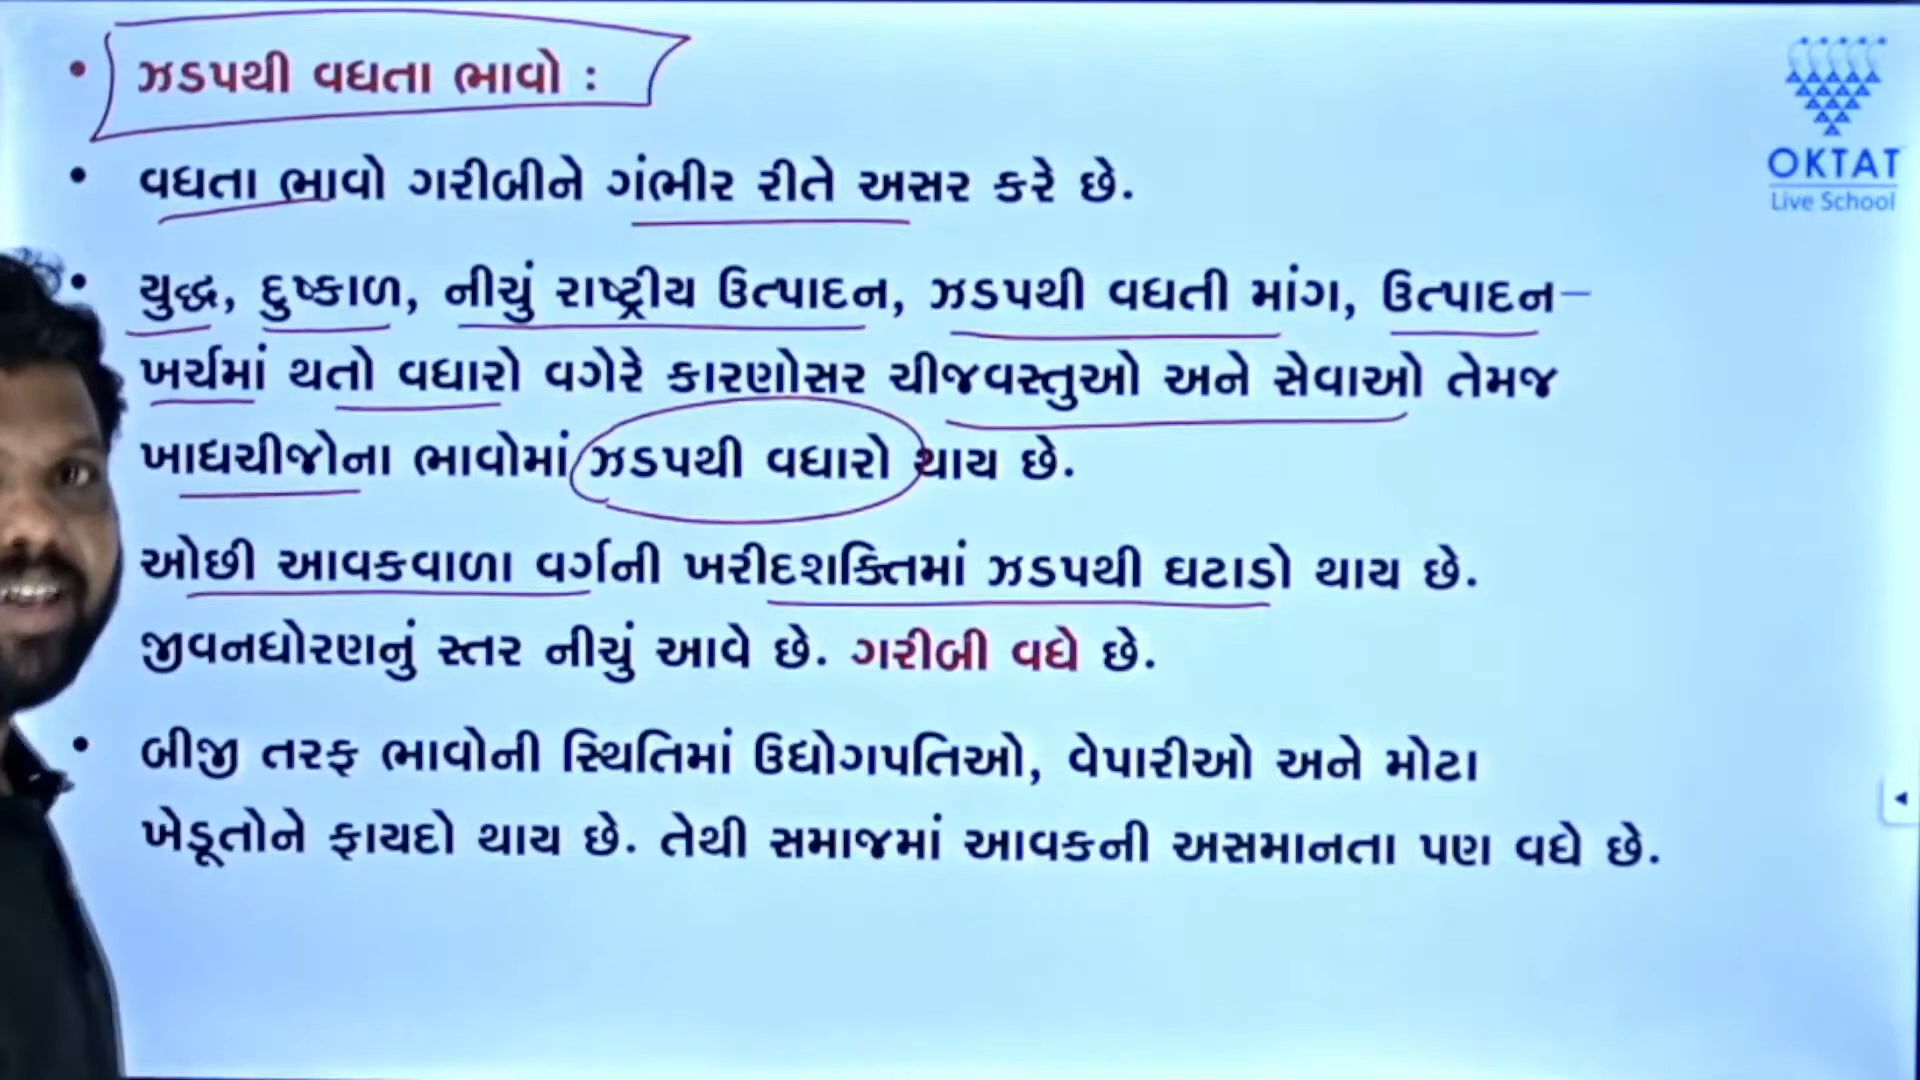 • ઝડપથી વધતા ભાવો :
• વધતા ભાવો ગરીબીને ગંભીર રીતે અસર કરે છે.
• યુદ્ધ, દુષ્કાળ, નીચું રાષ્ટ્રીય ઉત્પાદન, ઝડપથી વધતી માંગ, ઉત્પાદન–
ખર્ચમાં થતો વધારો વગેરે કારણોસર ચીજવસ્તુઓ અને સેવાઓ તેમજ
ખાદ્યચીજોના ભાવોમાં ઝડપથી વધારો થાય છે.
ઓછી આવકવાળા વર્ગની ખરીદશક્તિમાં ઝડપથી ઘટાડો થાય છે.
જીવનધોરણનું સ્તર નીચું આવે છે. ગરીબી વધે છે.
• બીજી તરફ ભાવોની સ્થિતિમાં ઉદ્યોગપતિઓ, વેપારીઓ અને મોટા
ખેડૂતોને ફાયદો થાય છે. તેથી સમાજમાં આવકની અસમાનતા પણ વધે છે.
OKTAT
Live School